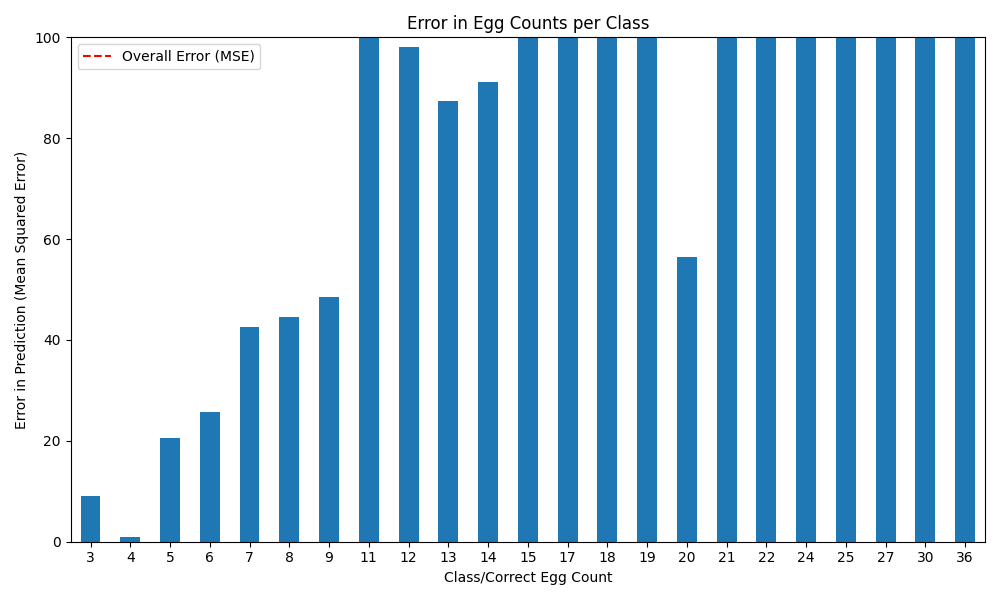 Error in Egg Counts per Class
Overall Error (MSE)
Error in Prediction (Mean Squared Error)
100
80
60
40
20
0
3 4 5 6 7 8 9 11 12 13 14 15 17 18 19 20 21 22 24 25 27 30 36
Class/Correct Egg Count